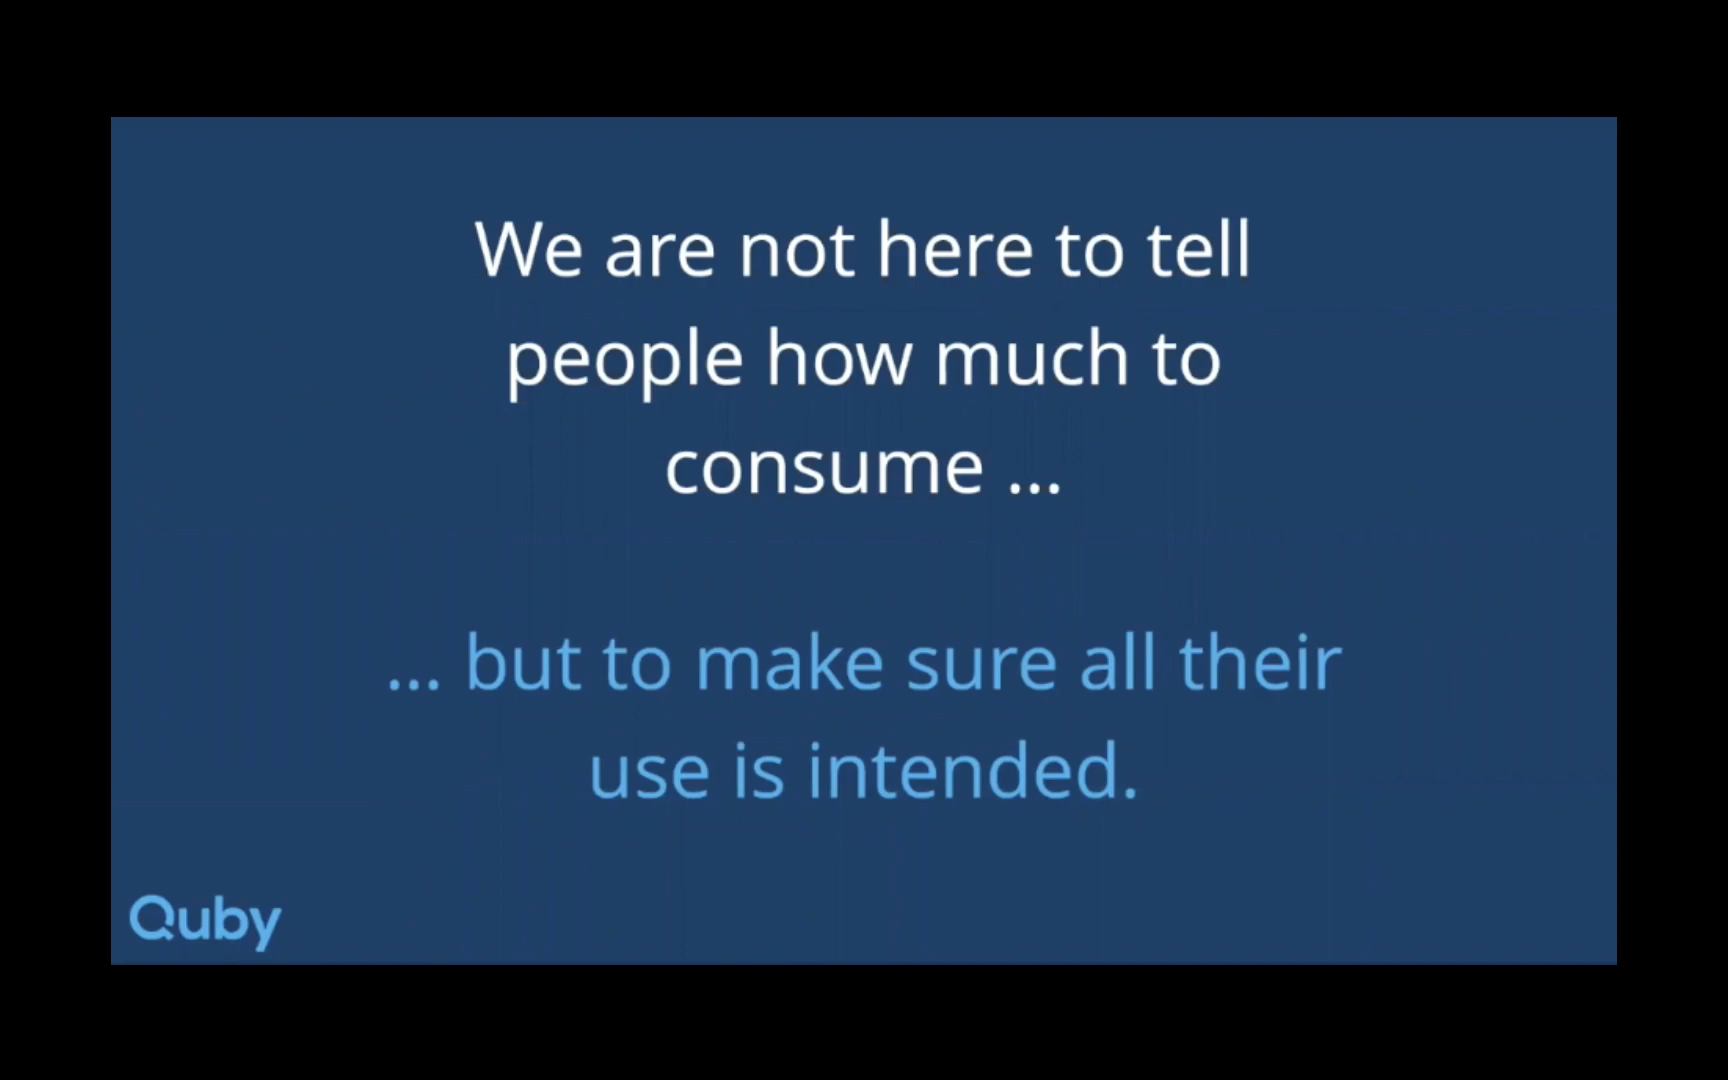 We are not here to tell
people how much to
consume ...
... but to make sure all their
use is intended.
Quby